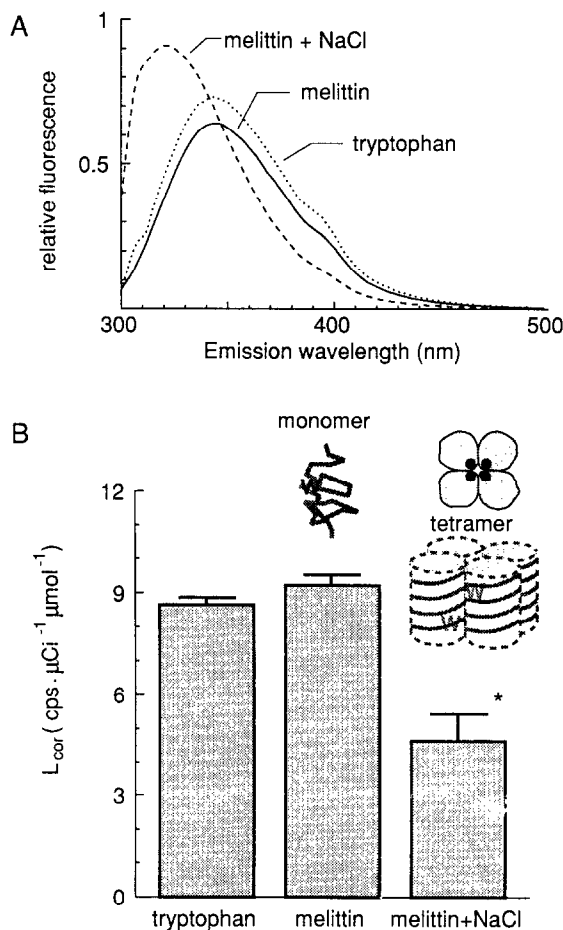 A
1
0.5
relative fluorescence
melittin + NaCl
melittin
tryptophan
300
400
500
Emission wavelength (nm)
B
monomer
W
tetramer
W
W
12
9
6
3
0
L_cor ( cps · µCi⁻¹ µmol⁻¹ )
*
tryptophan
melittin
melittin+NaCl